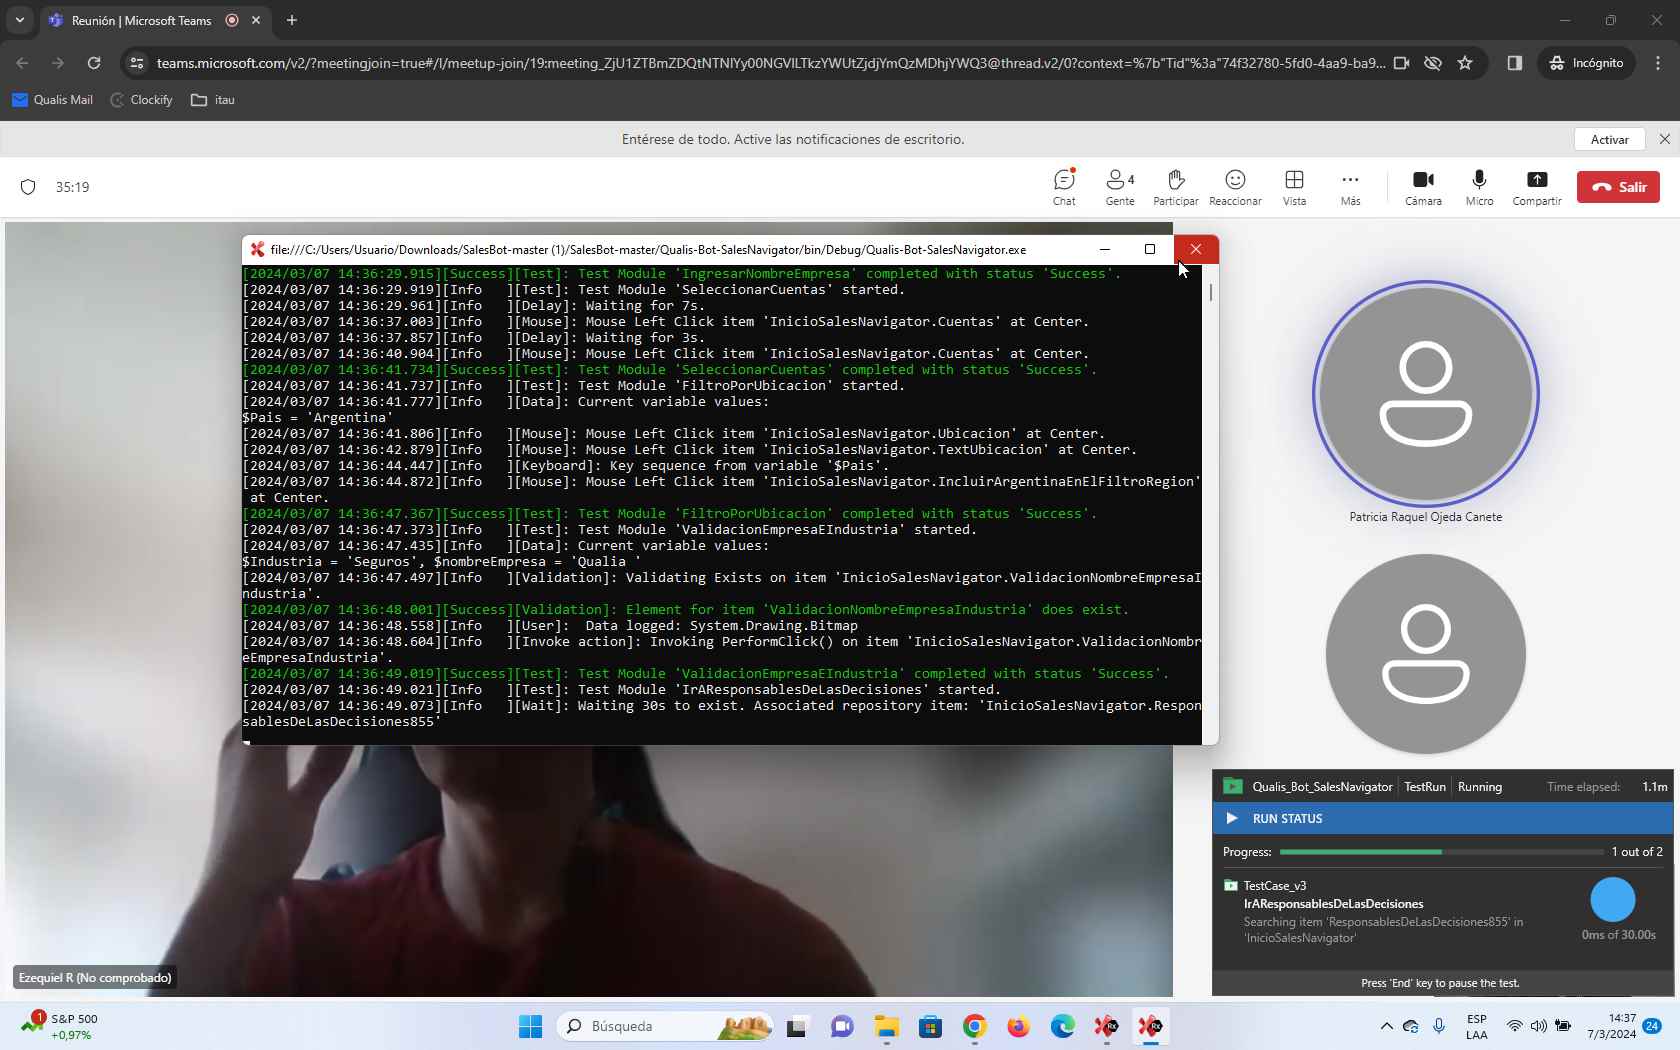 Reunión | Microsoft Teams
teams.microsoft.com/v2/?meetingjoin=true#/l/meetup-join/19:meeting_ZjU1ZTBmZDQtNTNlYy00NGVlLTkzYWUtZjdjYmQzMDhjYWQ3@thread.v2/0?context=%7b"Tid"%3a"74f32780-5fd0-4aa9-ba9...
Incógnito
Qualis Mail
Clockify
itau
Entérese de todo. Active las notificaciones de escritorio.
Activar
35:19
Chat
4
Gente
Participar
Reaccionar
Vista
Más
Cámara
Micro
Compartir
Salir
file:///C:/Users/Usuario/Downloads/SalesBot-master (1)/SalesBot-master/Qualis-Bot-SalesNavigator/bin/Debug/Qualis-Bot-SalesNavigator.exe
[2024/03/07 14:36:29.915][Success][Test]: Test Module 'IngresarNombreEmpresa' completed with status 'Success'.
[2024/03/07 14:36:29.919][Info   ][Test]: Test Module 'SeleccionarCuentas' started.
[2024/03/07 14:36:29.961][Info   ][Delay]: Waiting for 7s.
[2024/03/07 14:36:37.003][Info   ][Mouse]: Mouse Left Click item 'InicioSalesNavigator.Cuentas' at Center.
[2024/03/07 14:36:37.857][Info   ][Delay]: Waiting for 3s.
[2024/03/07 14:36:40.904][Info   ][Mouse]: Mouse Left Click item 'InicioSalesNavigator.Cuentas' at Center.
[2024/03/07 14:36:41.734][Success][Test]: Test Module 'SeleccionarCuentas' completed with status 'Success'.
[2024/03/07 14:36:41.737][Info   ][Test]: Test Module 'FiltroPorUbicacion' started.
[2024/03/07 14:36:41.777][Info   ][Data]: Current variable values:
$Pais = 'Argentina'
[2024/03/07 14:36:41.806][Info   ][Mouse]: Mouse Left Click item 'InicioSalesNavigator.Ubicacion' at Center.
[2024/03/07 14:36:42.879][Info   ][Mouse]: Mouse Left Click item 'InicioSalesNavigator.TextUbicacion' at Center.
[2024/03/07 14:36:44.447][Info   ][Keyboard]: Key sequence from variable '$Pais'.
[2024/03/07 14:36:44.872][Info   ][Mouse]: Mouse Left Click item 'InicioSalesNavigator.IncluirArgentinaEnElFiltroRegion'
 at Center.
[2024/03/07 14:36:47.367][Success][Test]: Test Module 'FiltroPorUbicacion' completed with status 'Success'.
[2024/03/07 14:36:47.373][Info   ][Test]: Test Module 'ValidacionEmpresaEIndustria' started.
[2024/03/07 14:36:47.435][Info   ][Data]: Current variable values:
$Industria = 'Seguros', $nombreEmpresa = 'Qualia '
[2024/03/07 14:36:47.497][Info   ][Validation]: Validating Exists on item 'InicioSalesNavigator.ValidacionNombreEmpresaI
ndustria'.
[2024/03/07 14:36:48.001][Success][Validation]: Element for item 'ValidacionNombreEmpresaIndustria' does exist.
[2024/03/07 14:36:48.558][Info   ][User]:  Data logged: System.Drawing.Bitmap
[2024/03/07 14:36:48.604][Info   ][Invoke action]: Invoking PerformClick() on item 'InicioSalesNavigator.ValidacionNombr
eEmpresaIndustria'.
[2024/03/07 14:36:49.019][Success][Test]: Test Module 'ValidacionEmpresaEIndustria' completed with status 'Success'.
[2024/03/07 14:36:49.021][Info   ][Test]: Test Module 'IrAResponsablesDeLasDecisiones' started.
[2024/03/07 14:36:49.073][Info   ][Wait]: Waiting 30s to exist. Associated repository item: 'InicioSalesNavigator.Respon
sablesDeLasDecisiones855'
Patricia Raquel Ojeda Canete
Qualis_Bot_SalesNavigator
TestRun
Running
Time elapsed:
1.1m
RUN STATUS
Progress:
1 out of 2
TestCase_v3
IrAResponsablesDeLasDecisiones
Searching item 'ResponsablesDeLasDecisiones855' in
'InicioSalesNavigator'
0ms of 30.00s
Press 'End' key to pause the test.
Ezequiel R (No comprobado)
1
S&P 500
+0,97%
Búsqueda
ESP
LAA
14:37
7/3/2024
24